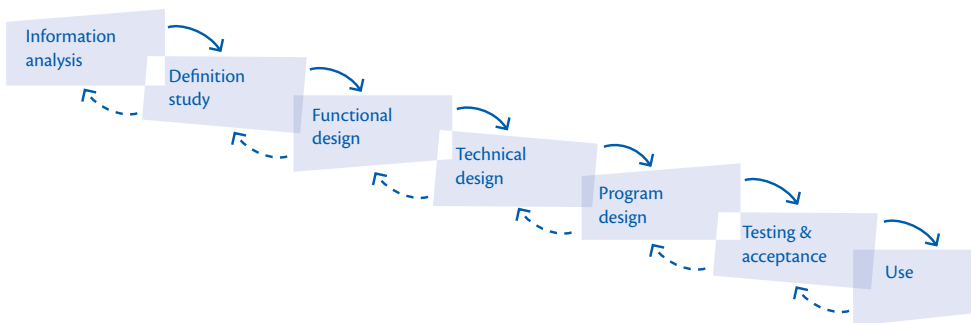 Information
analysis
Definition
study
Functional
design
Technical
design
Program
design
Testing &
acceptance
Use